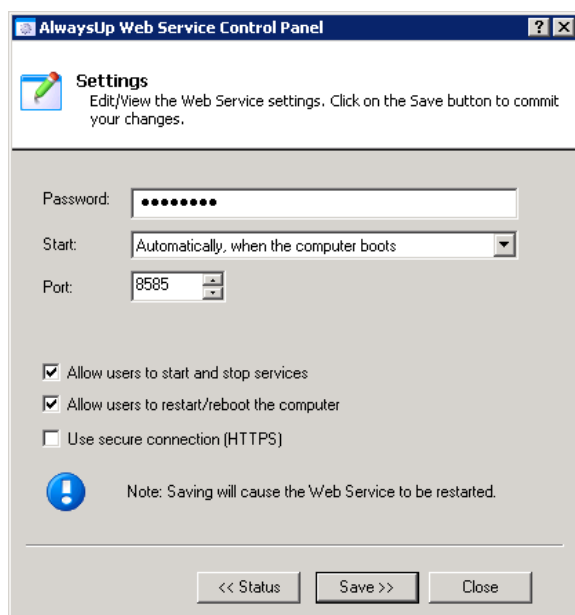 AlwaysUp Web Service Control Panel
Settings
Edit/View the Web Service settings. Click on the Save button to commit
your changes.
Password: ●●●●●●●●
Start: Automatically, when the computer boots
Port: 8585
Allow users to start and stop services
Allow users to restart/reboot the computer
Use secure connection (HTTPS)
Note: Saving will cause the Web Service to be restarted.
<< Status Save >> Close